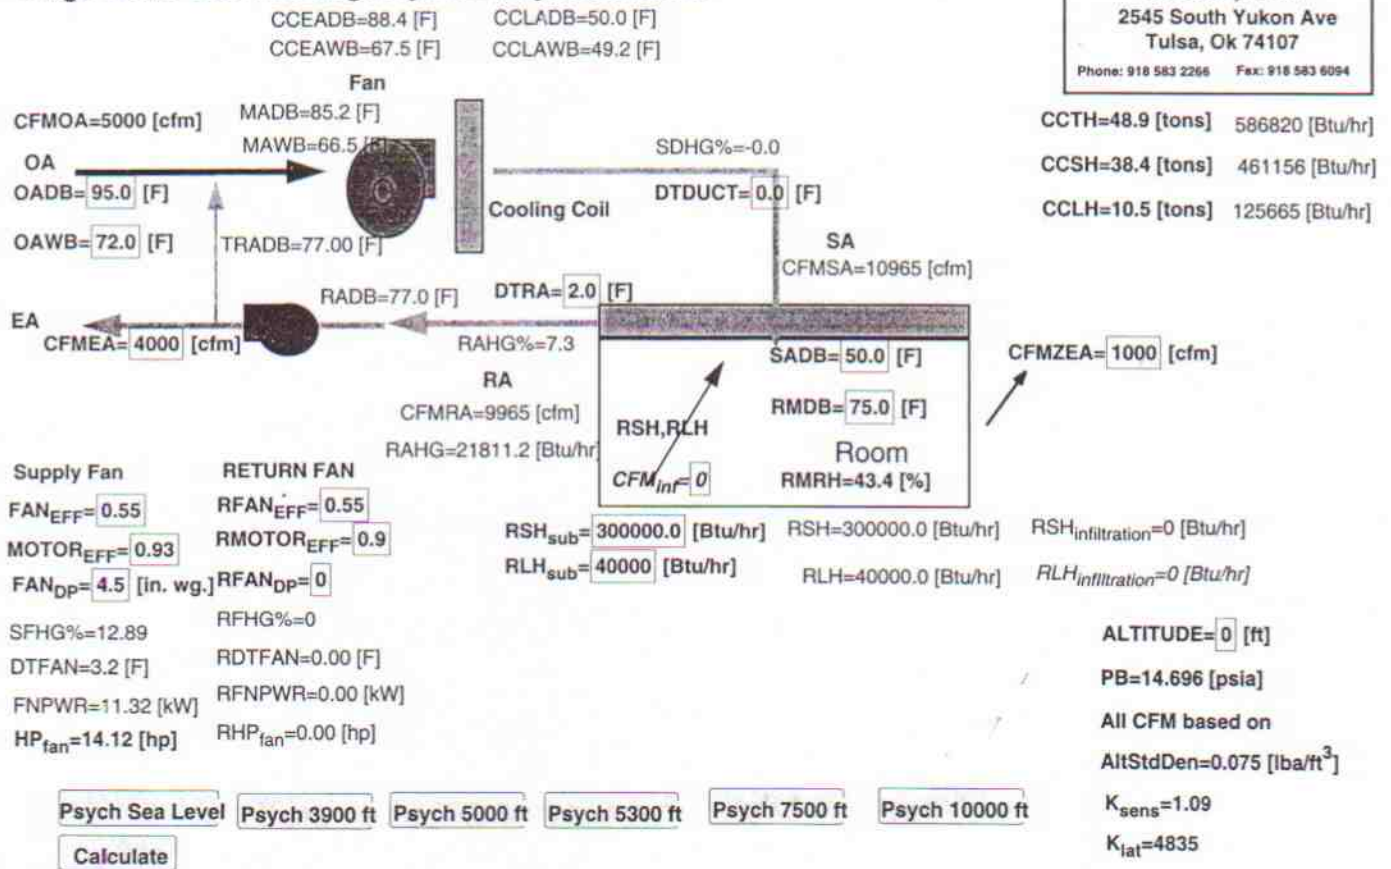 CCEADB=88.4 [F]
CCLADB=50.0 [F]
CCEAWB=67.5 [F]
CCLAWB=49.2 [F]
2545 South Yukon Ave
Tulsa, Ok 74107
Phone: 918 583 2266 Fax: 918 583 6094
Fan
CFMOA=5000 [cfm]
MADB=85.2 [F]
MAWB=66.5 [F]
OA
OADB= 95.0 [F]
OAWB= 72.0 [F]
TRADB=77.00 [F]
Cooling Coil
SDHG%=-0.0
DTDUCT= 0.0 [F]
CCTH=48.9 [tons] 586820 [Btu/hr]
CCSH=38.4 [tons] 461156 [Btu/hr]
CCLH=10.5 [tons] 125665 [Btu/hr]
SA
CFMSA=10965 [cfm]
RADB=77.0 [F]
DTRA= 2.0 [F]
EA
CFMEA= 4000 [cfm]
RAHG%=7.3
RA
CFMRA=9965 [cfm]
RAHG=21811.2 [Btu/hr]
SADB= 50.0 [F]
RMDB= 75.0 [F]
RSH,RLH
Room
CFMinf= 0
RMRH=43.4 [%]
CFMZEA= 1000 [cfm]
Supply Fan
RETURN FAN
FANEFF= 0.55
RFANEFF= 0.55
MOTOREFF= 0.93
RMOTOREFF= 0.9
FANDP= 4.5 [in. wg.]
RFANDP= 0
SFHG%=12.89
RFHG%=0
DTFAN=3.2 [F]
RDTFAN=0.00 [F]
FNPWR=11.32 [kW]
RFNPWR=0.00 [kW]
HPfan=14.12 [hp]
RHPfan=0.00 [hp]
RSHsub= 300000.0 [Btu/hr]
RSH=300000.0 [Btu/hr]
RSHinfiltration=0 [Btu/hr]
RLHsub= 40000 [Btu/hr]
RLH=40000.0 [Btu/hr]
RLHinfiltration=0 [Btu/hr]
ALTITUDE= 0 [ft]
PB=14.696 [psia]
All CFM based on
AltStdDen=0.075 [lba/ft3]
Ksens=1.09
Klat=4835
Psych Sea Level
Psych 3900 ft
Psych 5000 ft
Psych 5300 ft
Psych 7500 ft
Psych 10000 ft
Calculate